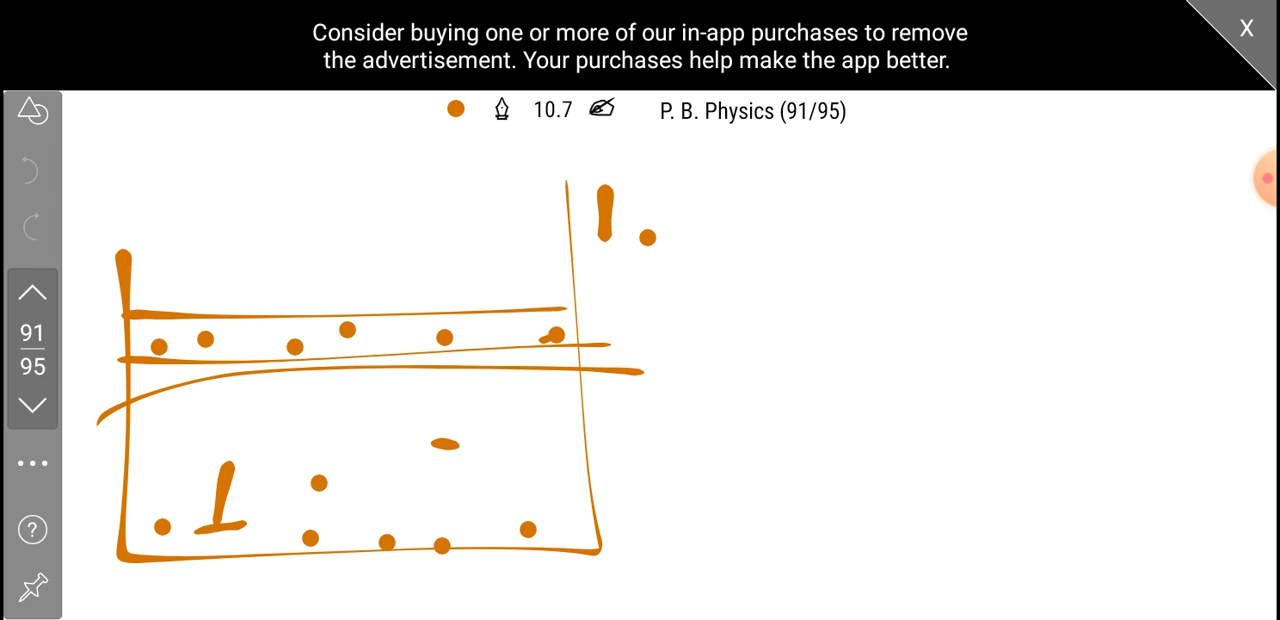 Consider buying one or more of our in-app purchases to remove
the advertisement. Your purchases help make the app better.
X
10.7 P. B. Physics (91/95)
91
95
?